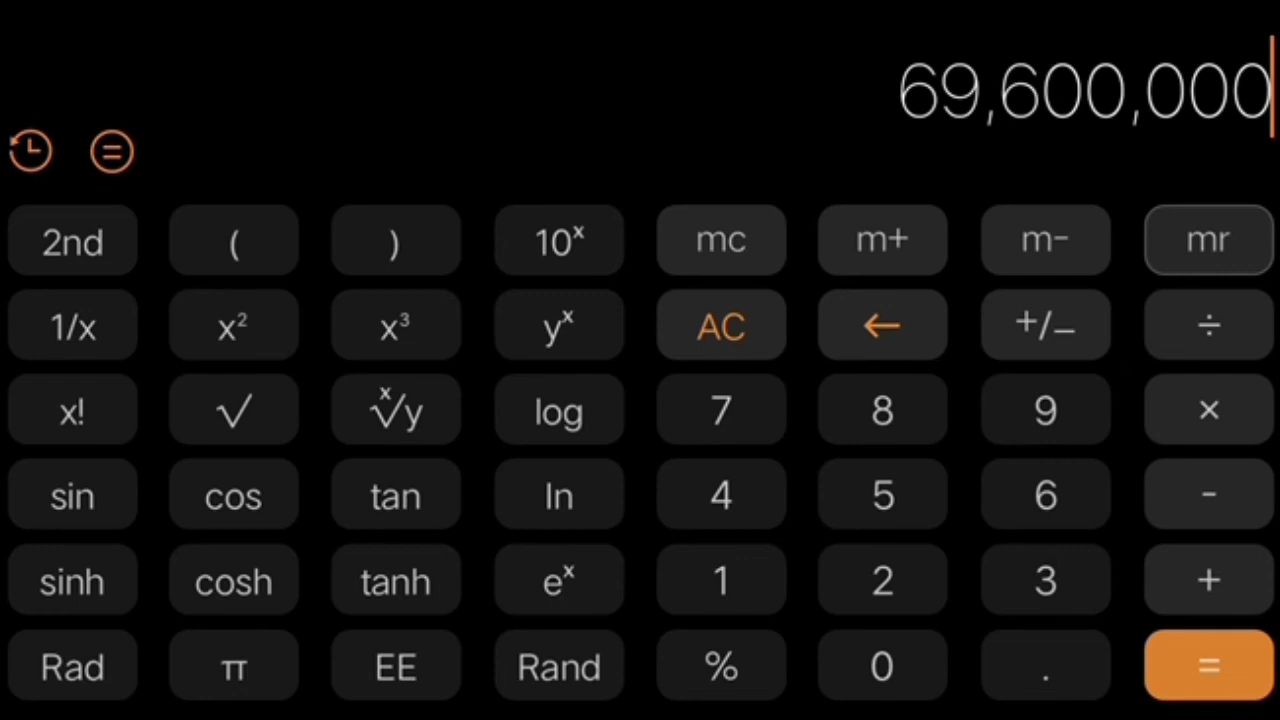 69,600,000
2nd ( ) 10ˣ mc m+ m- mr
1/x x² x³ yˣ AC ← +/− ÷
x! √ ˣ√y log 7 8 9 ×
sin cos tan ln 4 5 6 -
sinh cosh tanh eˣ 1 2 3 +
Rad π EE Rand % 0 . =